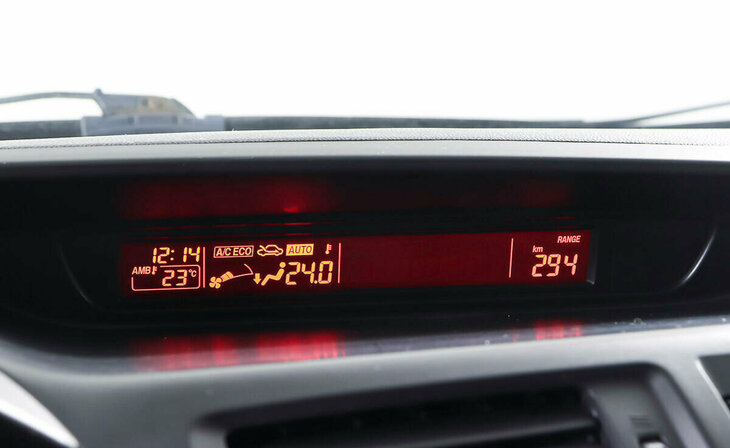 12:14 A/C ECO AUTO
AMB 23°C 24.0
RANGE
km
294